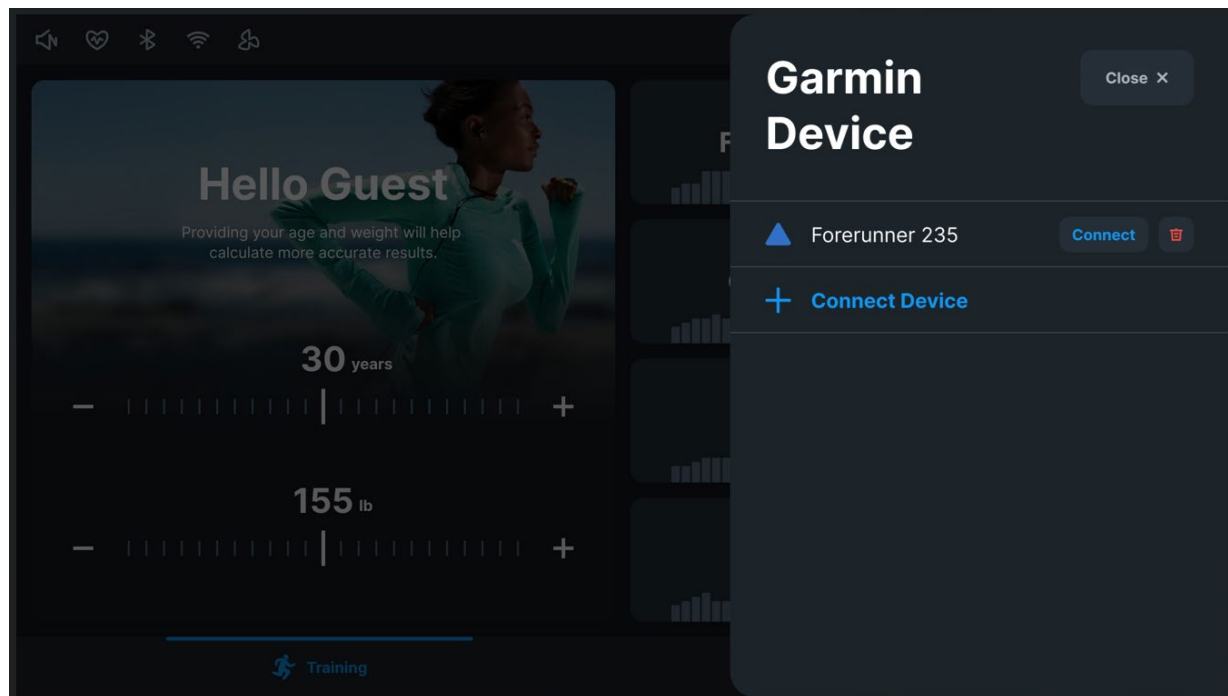 Garmin
Device
Close ×
Hello Guest
Providing your age and weight will help
calculate more accurate results.
Forerunner 235
Connect
Connect Device
30 years
155 lb
Training